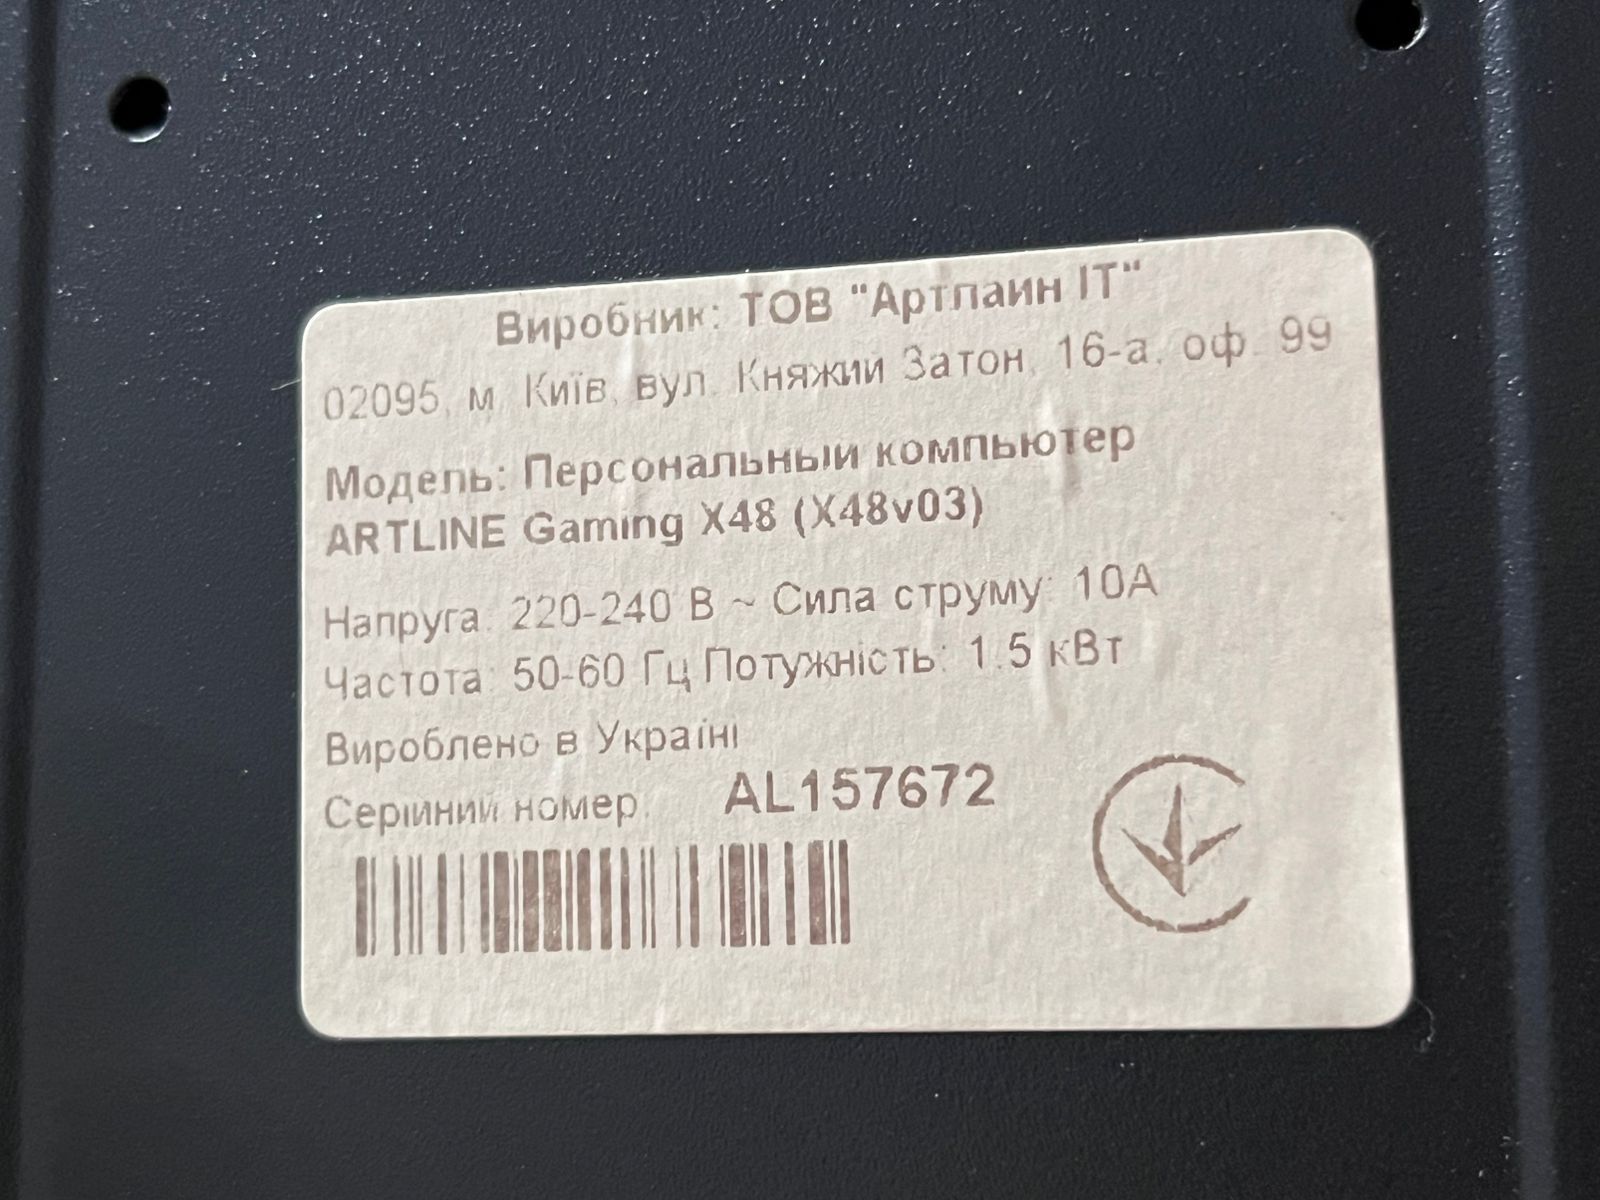 Виробник: ТОВ "Артлайн ІТ"
02095, м. Київ, вул. Княжий Затон, 16-а, оф. 99
Модель: Персональный компьютер
ARTLINE Gaming X48 (X48v03)
Напруга: 220-240 В ~ Сила струму: 10А
Частота: 50-60 Гц Потужність: 1.5 кВт
Вироблено в Україні
Серійний номер: AL157672